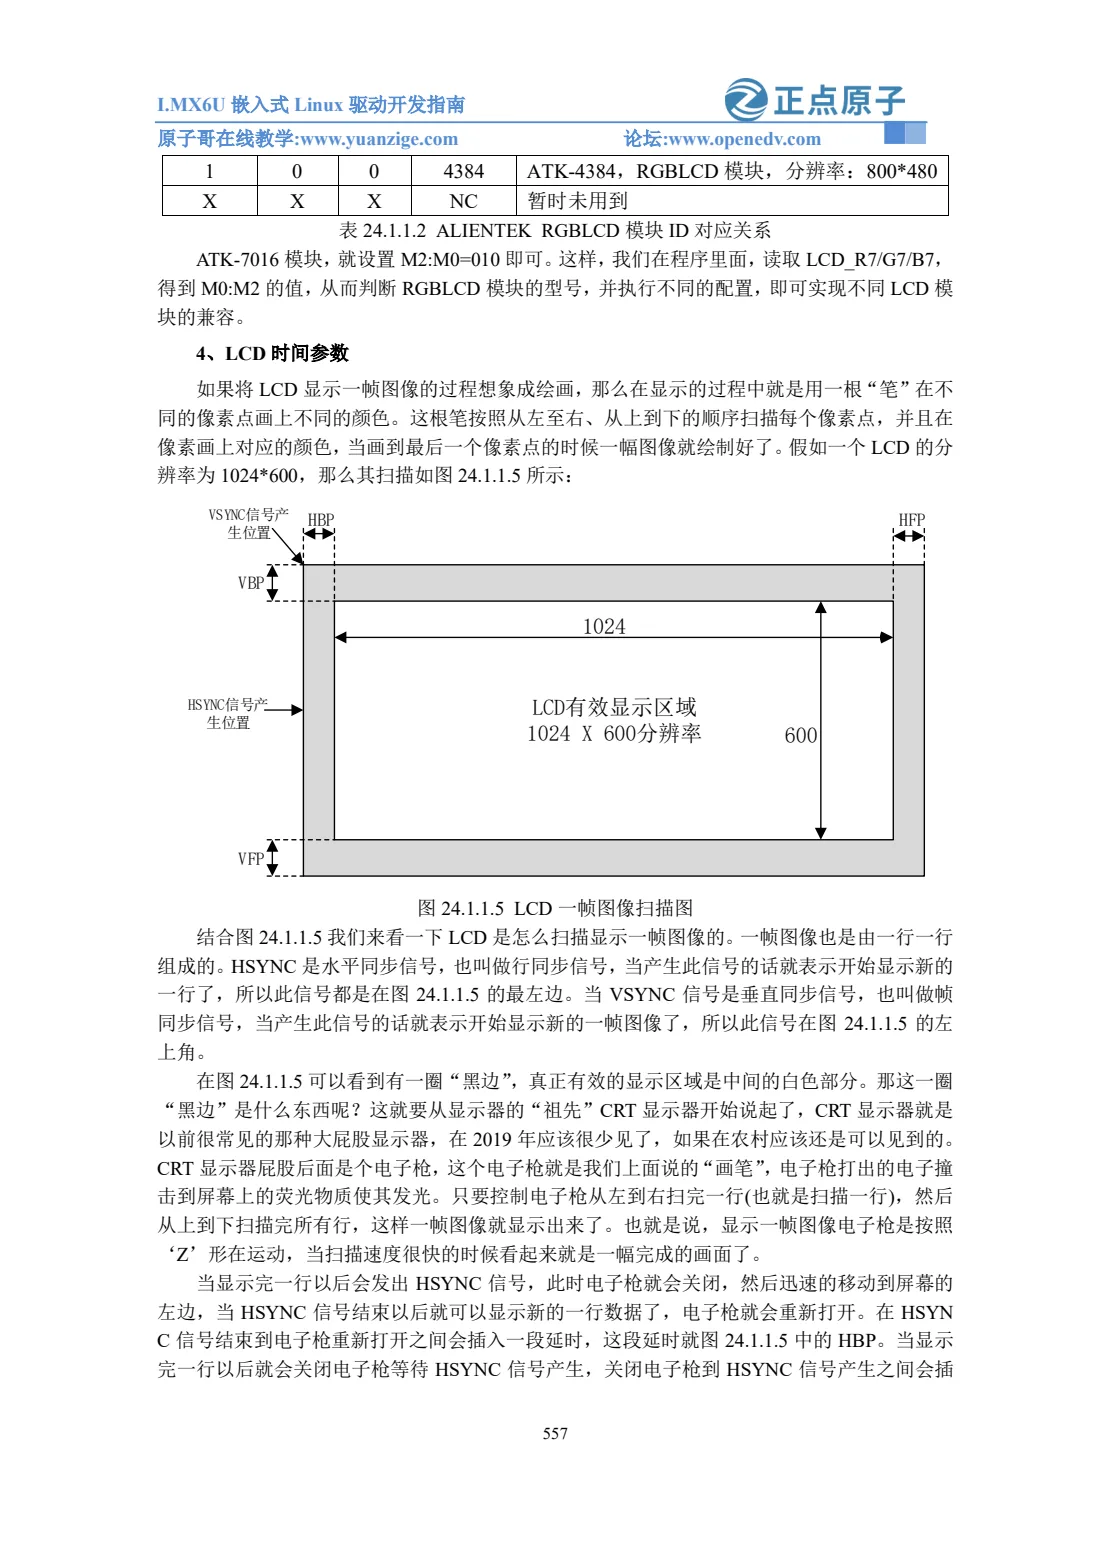 I.MX6U 嵌入式 Linux 驱动开发指南
正点原子
原子哥在线教学:www.yuanzige.com 论坛:www.openedv.com
1 0 0 4384 ATK-4384，RGBLCD 模块，分辨率：800*480
X X X NC 暂时未用到
表 24.1.1.2 ALIENTEK RGBLCD 模块 ID 对应关系
ATK-7016 模块，就设置 M2:M0=010 即可。这样，我们在程序里面，读取 LCD_R7/G7/B7，
得到 M0:M2 的值，从而判断 RGBLCD 模块的型号，并执行不同的配置，即可实现不同 LCD 模
块的兼容。
4、LCD 时间参数
如果将 LCD 显示一帧图像的过程想象成绘画，那么在显示的过程中就是用一根“笔”在不
同的像素点画上不同的颜色。这根笔按照从左至右、从上到下的顺序扫描每个像素点，并且在
像素画上对应的颜色，当画到最后一个像素点的时候一幅图像就绘制好了。假如一个 LCD 的分
辨率为 1024*600，那么其扫描如图 24.1.1.5 所示：
VSYNC信号产
生位置
HBP
HFP
VBP
1024
HSYNC信号产
生位置
LCD有效显示区域
1024 X 600分辨率
600
VFP
图 24.1.1.5 LCD 一帧图像扫描图
结合图 24.1.1.5 我们来看一下 LCD 是怎么扫描显示一帧图像的。一帧图像也是由一行一行
组成的。HSYNC 是水平同步信号，也叫做行同步信号，当产生此信号的话就表示开始显示新的
一行了，所以此信号都是在图 24.1.1.5 的最左边。当 VSYNC 信号是垂直同步信号，也叫做帧
同步信号，当产生此信号的话就表示开始显示新的一帧图像了，所以此信号在图 24.1.1.5 的左
上角。
在图 24.1.1.5 可以看到有一圈“黑边”，真正有效的显示区域是中间的白色部分。那这一圈
“黑边”是什么东西呢？这就要从显示器的“祖先”CRT 显示器开始说起了，CRT 显示器就是
以前很常见的那种大屁股显示器，在 2019 年应该很少见了，如果在农村应该还是可以见到的。
CRT 显示器屁股后面是个电子枪，这个电子枪就是我们上面说的“画笔”，电子枪打出的电子撞
击到屏幕上的荧光物质使其发光。只要控制电子枪从左到右扫完一行(也就是扫描一行)，然后
从上到下扫描完所有行，这样一帧图像就显示出来了。也就是说，显示一帧图像电子枪是按照
‘Z’形在运动，当扫描速度很快的时候看起来就是一幅完成的画面了。
当显示完一行以后会发出 HSYNC 信号，此时电子枪就会关闭，然后迅速的移动到屏幕的
左边，当 HSYNC 信号结束以后就可以显示新的一行数据了，电子枪就会重新打开。在 HSYN
C 信号结束到电子枪重新打开之间会插入一段延时，这段延时就图 24.1.1.5 中的 HBP。当显示
完一行以后就会关闭电子枪等待 HSYNC 信号产生，关闭电子枪到 HSYNC 信号产生之间会插
557